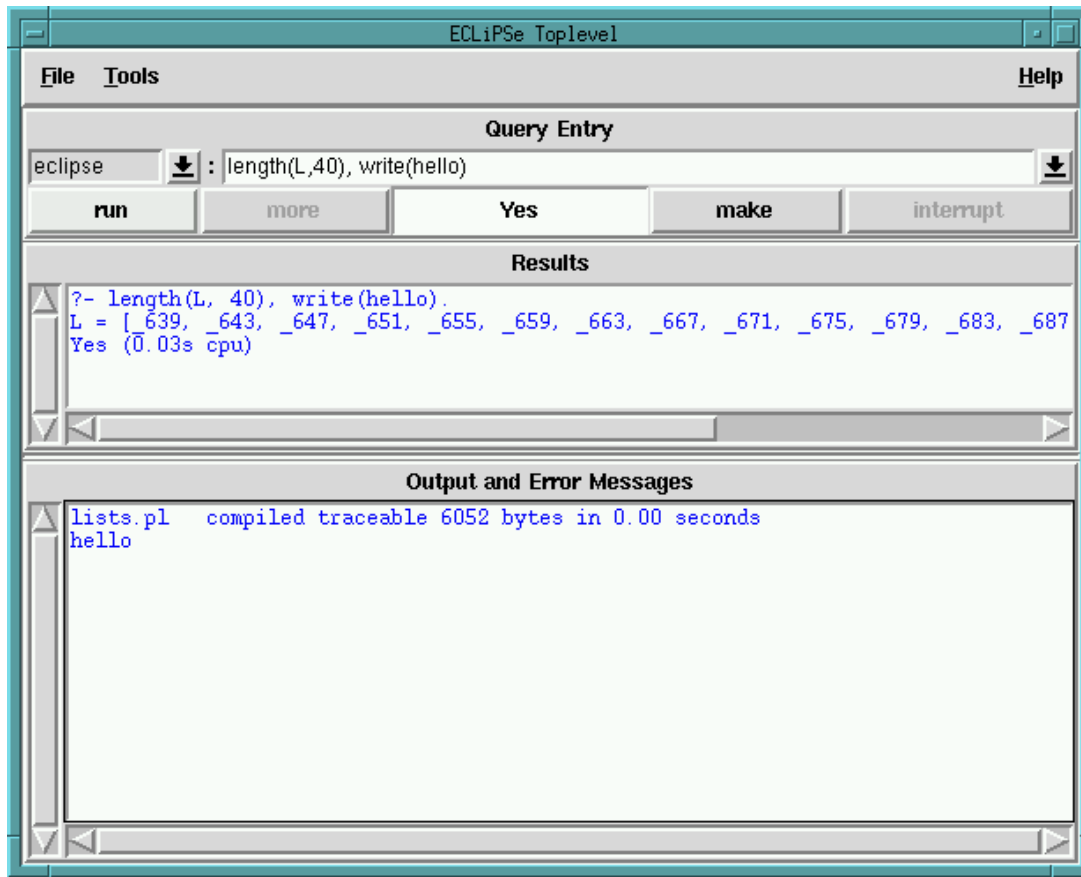 ECLiPSe Toplevel
File Tools Help
Query Entry
eclipse : length(L,40), write(hello)
run more Yes make interrupt
Results
?- length(L, 40), write(hello).
L = [_639, _643, _647, _651, _655, _659, _663, _667, _671, _675, _679, _683, _687
Yes (0.03s cpu)
Output and Error Messages
lists.pl compiled traceable 6052 bytes in 0.00 seconds
hello